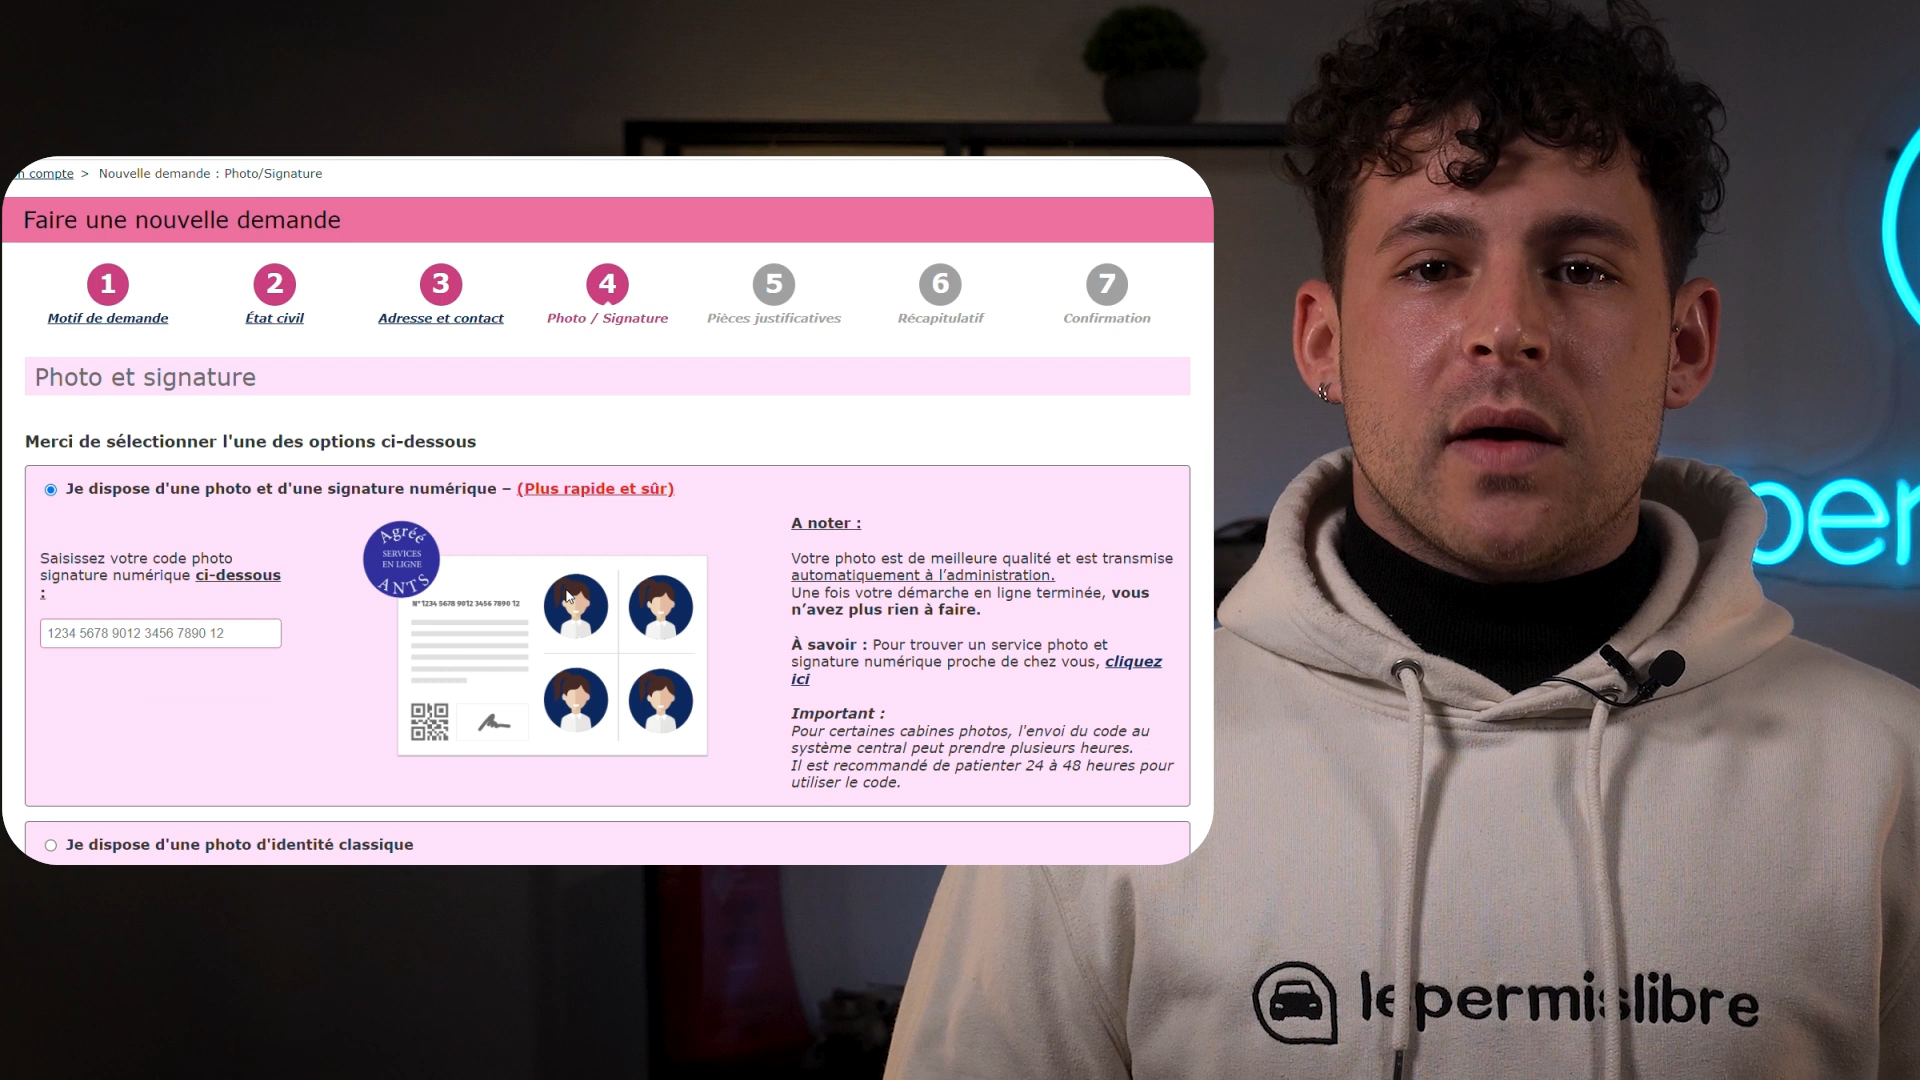 compte > Nouvelle demande : Photo/Signature
Faire une nouvelle demande
1 2 3 4 5 6 7
Motif de demande État civil Adresse et contact Photo / Signature Pièces justificatives Récapitulatif Confirmation
Photo et signature
Merci de sélectionner l'une des options ci-dessous
Je dispose d'une photo et d'une signature numérique – (Plus rapide et sûr)
Saisissez votre code photo
signature numérique ci-dessous
:
1234 5678 9012 3456 7890 12
Agréé
SERVICES
EN LIGNE
ANTS
N° 1234 5678 9012 3456 7890 12
A noter :
Votre photo est de meilleure qualité et est transmise
automatiquement à l’administration.
Une fois votre démarche en ligne terminée, vous
n’avez plus rien à faire.
À savoir : Pour trouver un service photo et
signature numérique proche de chez vous, cliquez
ici
Important :
Pour certaines cabines photos, l'envoi du code au
système central peut prendre plusieurs heures.
Il est recommandé de patienter 24 à 48 heures pour
utiliser le code.
Je dispose d'une photo d'identité classique
per
lepermislibre